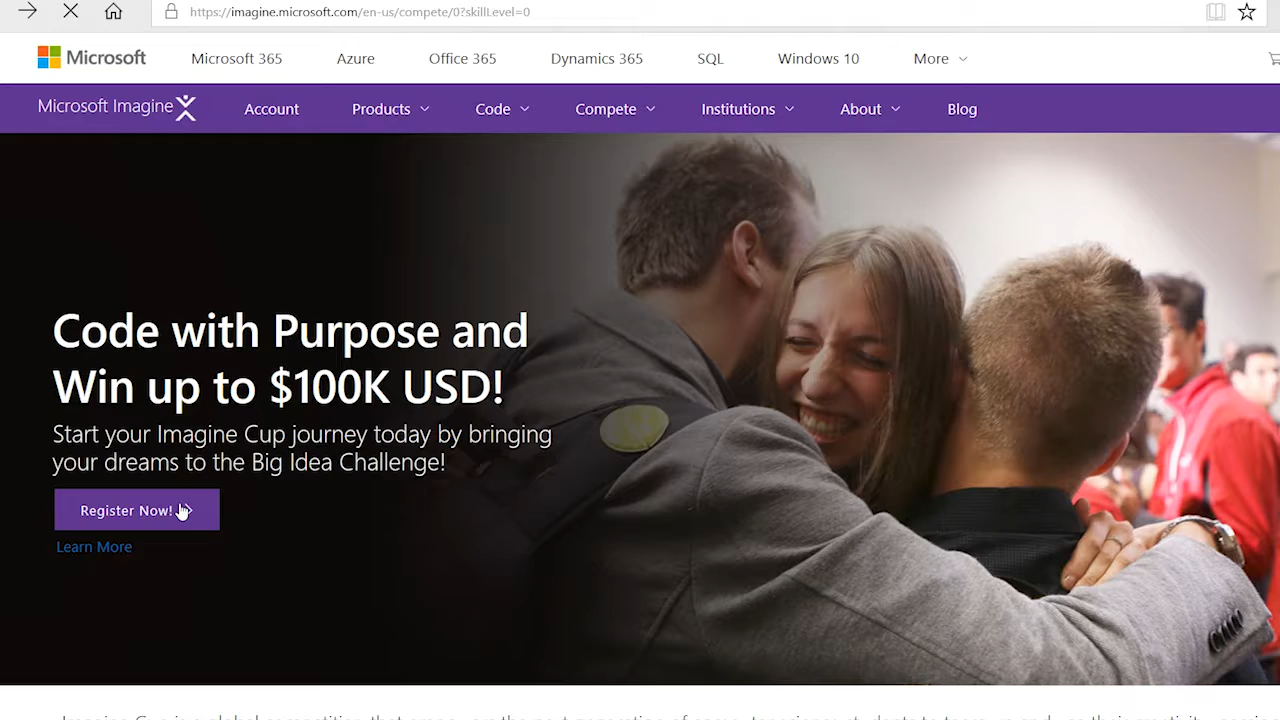 https://imagine.microsoft.com/en-us/compete/0?skillLevel=0
Microsoft
Microsoft 365
Azure
Office 365
Dynamics 365
SQL
Windows 10
More
Microsoft Imagine
Account
Products
Code
Compete
Institutions
About
Blog
Code with Purpose and
Win up to $100K USD!
Start your Imagine Cup journey today by bringing
your dreams to the Big Idea Challenge!
Register Now!
Learn More